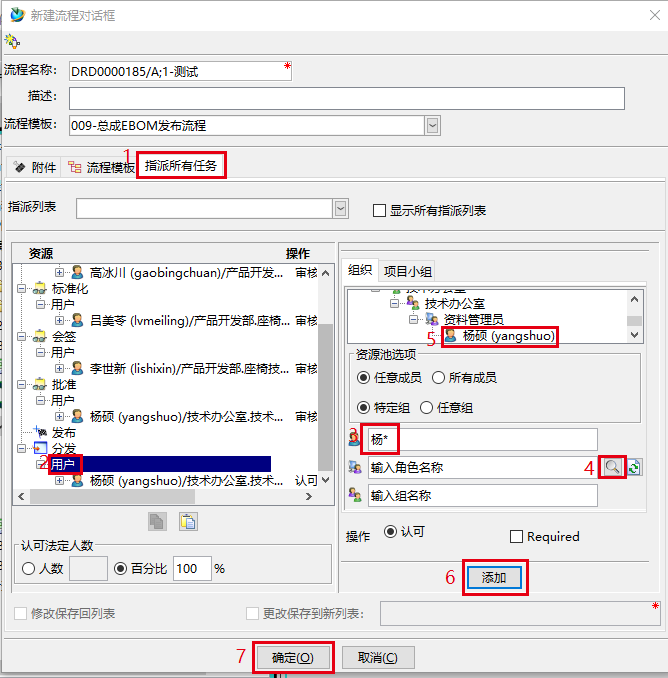 新建流程对话框
流程名称: DRD0000185/A;1-测试 *
描述:
流程模板: 009-总成EBOM发布流程
1
附件 流程模板 指派所有任务
指派列表 显示所有指派列表
资源 操作
高冰川 (gaobingchuan)/产品开发... 审核
标准化
用户
吕美苓 (lvmeiling)/产品开发部.座椅... 审核
会签
用户
李世新 (lishixin)/产品开发部.座椅技... 审核
批准
用户
杨硕 (yangshuo)/技术办公室.技术... 审核
发布
分发
2 用户
杨硕 (yangshuo)/技术办公室.技术... 认可
认可法定人数
人数 百分比 100 %
组织 项目小组
技术办公室
技术办公室
资料管理员
5 杨硕 (yangshuo)
资源池选项
任意成员 所有成员
特定组 任意组
3 杨*
输入角色名称 4
输入组名称
操作 认可 Required
6 添加
修改保存回列表 更改保存到新列表: *
7 确定(O) 取消(C)